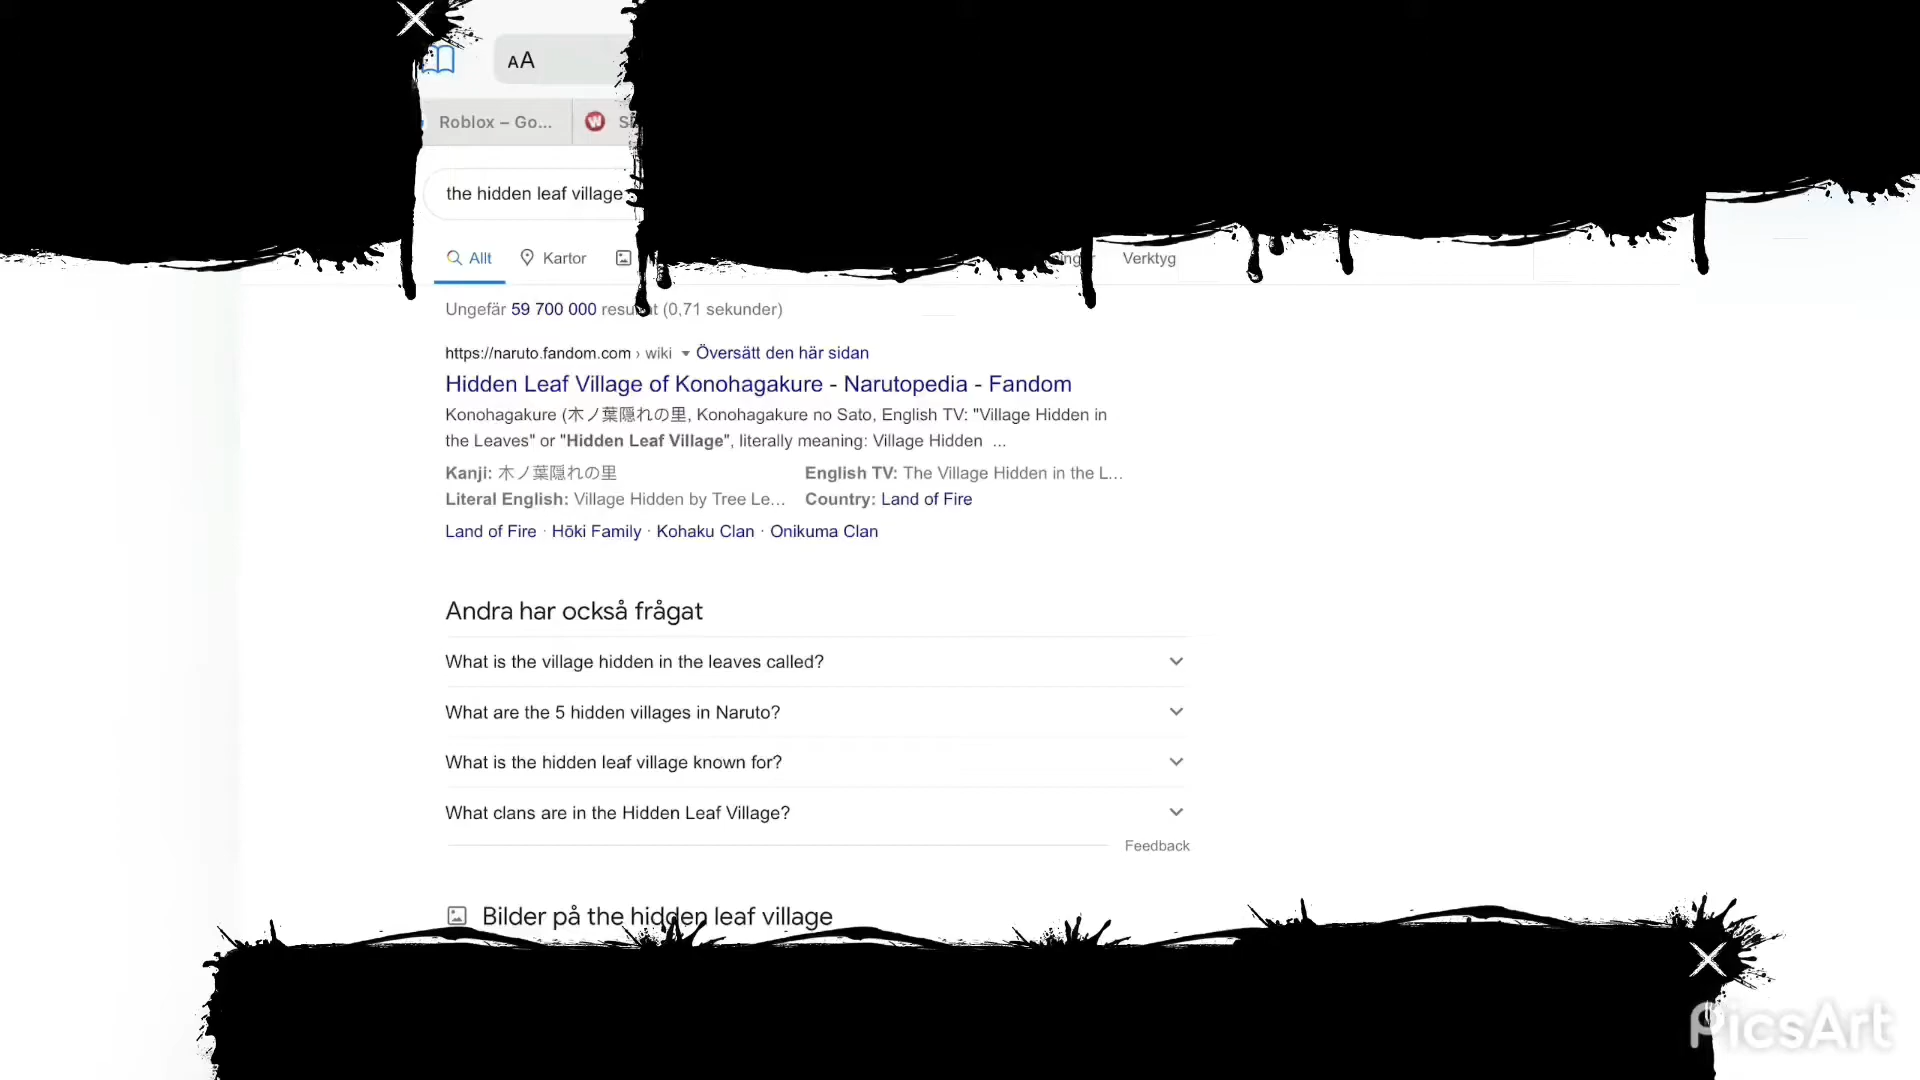 AA
Roblox – Go...
the hidden leaf village
Allt Kartor Verktyg
Ungefär 59 700 000 resultat (0,71 sekunder)
https://naruto.fandom.com › wiki Översätt den här sidan
Hidden Leaf Village of Konohagakure - Narutopedia - Fandom
Konohagakure (木ノ葉隠れの里, Konohagakure no Sato, English TV: "Village Hidden in
the Leaves" or "Hidden Leaf Village", literally meaning: Village Hidden ...
Kanji: 木ノ葉隠れの里 English TV: The Village Hidden in the L...
Literal English: Village Hidden by Tree Le... Country: Land of Fire
Land of Fire · Hōki Family · Kohaku Clan · Onikuma Clan
Andra har också frågat
What is the village hidden in the leaves called?
What are the 5 hidden villages in Naruto?
What is the hidden leaf village known for?
What clans are in the Hidden Leaf Village?
Feedback
Bilder på the hidden leaf village
PicsArt